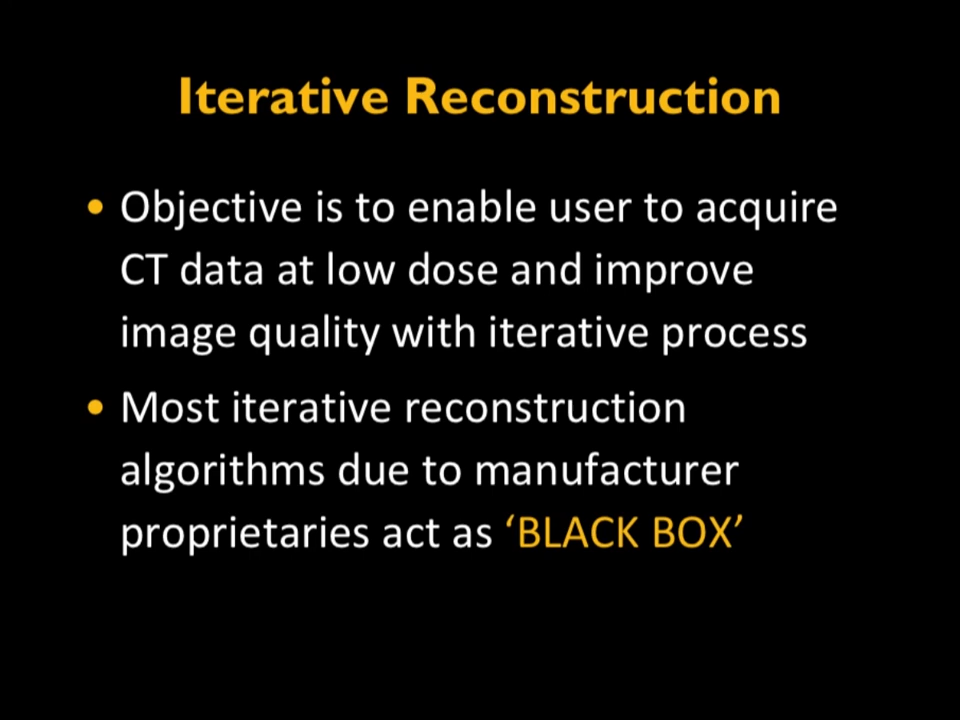 Iterative Reconstruction
• Objective is to enable user to acquire
CT data at low dose and improve
image quality with iterative process
• Most iterative reconstruction
algorithms due to manufacturer
proprietaries act as ‘BLACK BOX’